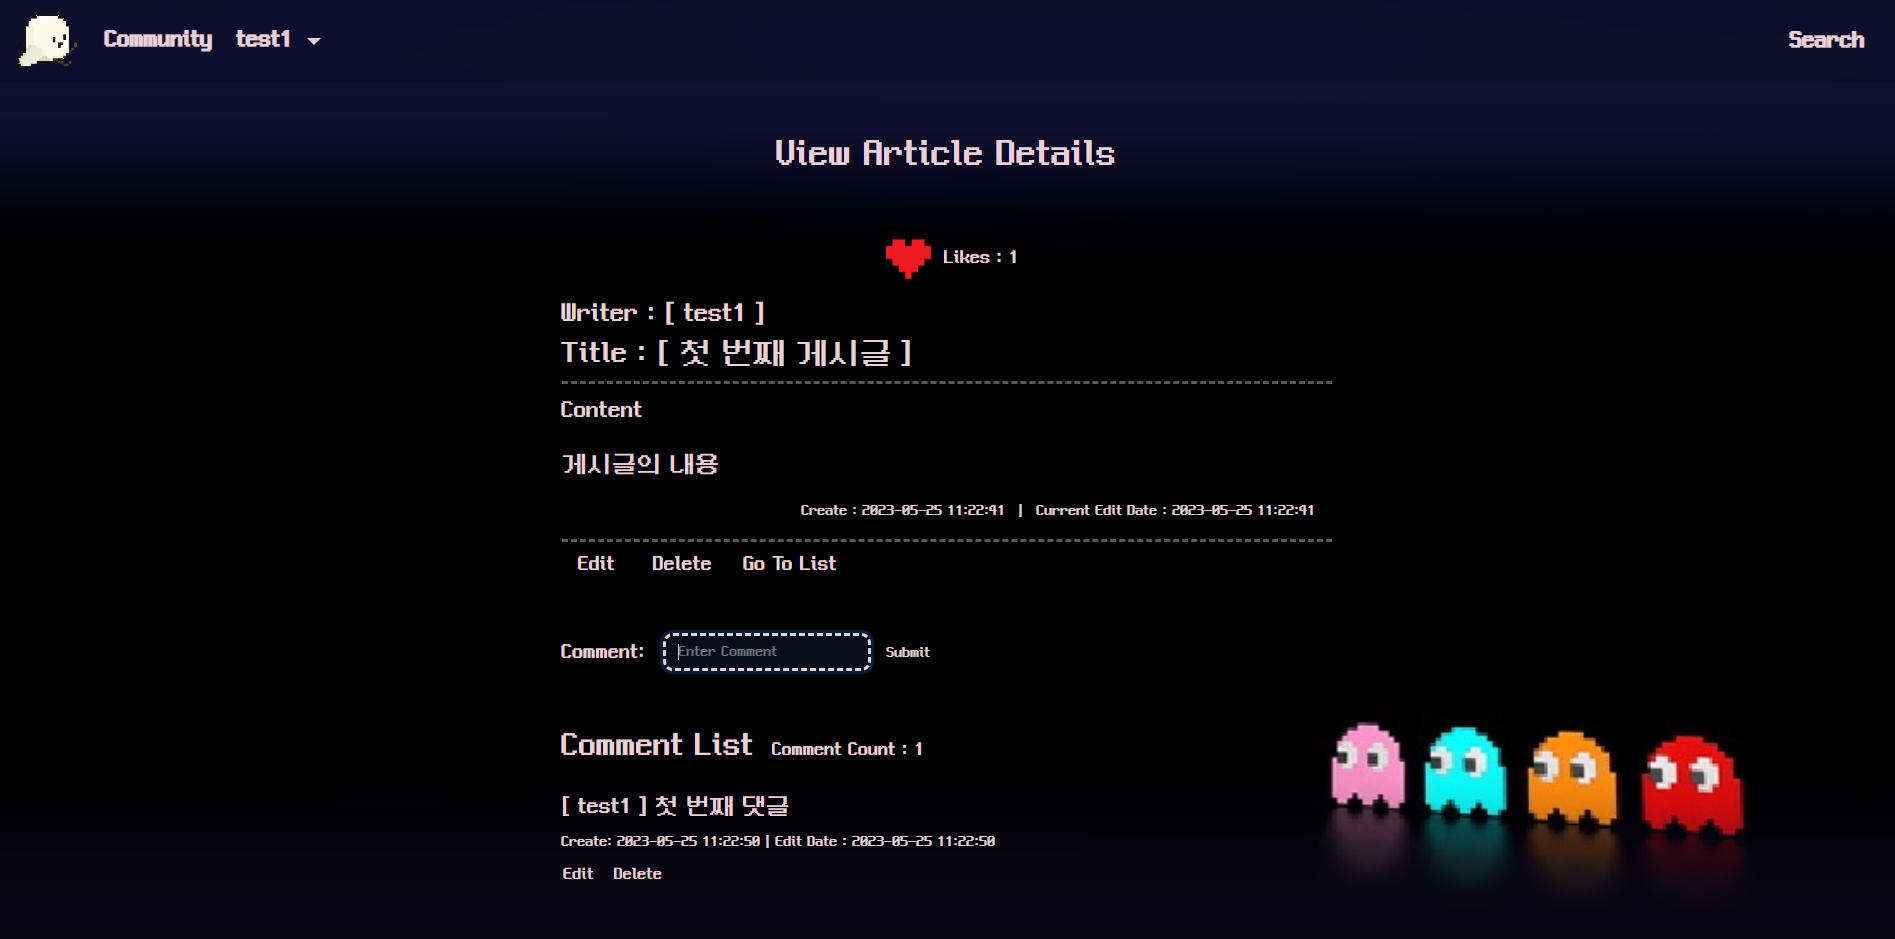 Community test1 Search
View Article Details
Likes : 1
Writer : [ test1 ]
Title : [ 첫 번째 게시글 ]
Content
게시글의 내용
Create : 2023-05-25 11:22:41 | Current Edit Date : 2023-05-25 11:22:41
Edit Delete Go To List
Comment: Enter Comment Submit
Comment List Comment Count : 1
[ test1 ] 첫 번째 댓글
Create: 2023-05-25 11:22:50 | Edit Date : 2023-05-25 11:22:50
Edit Delete